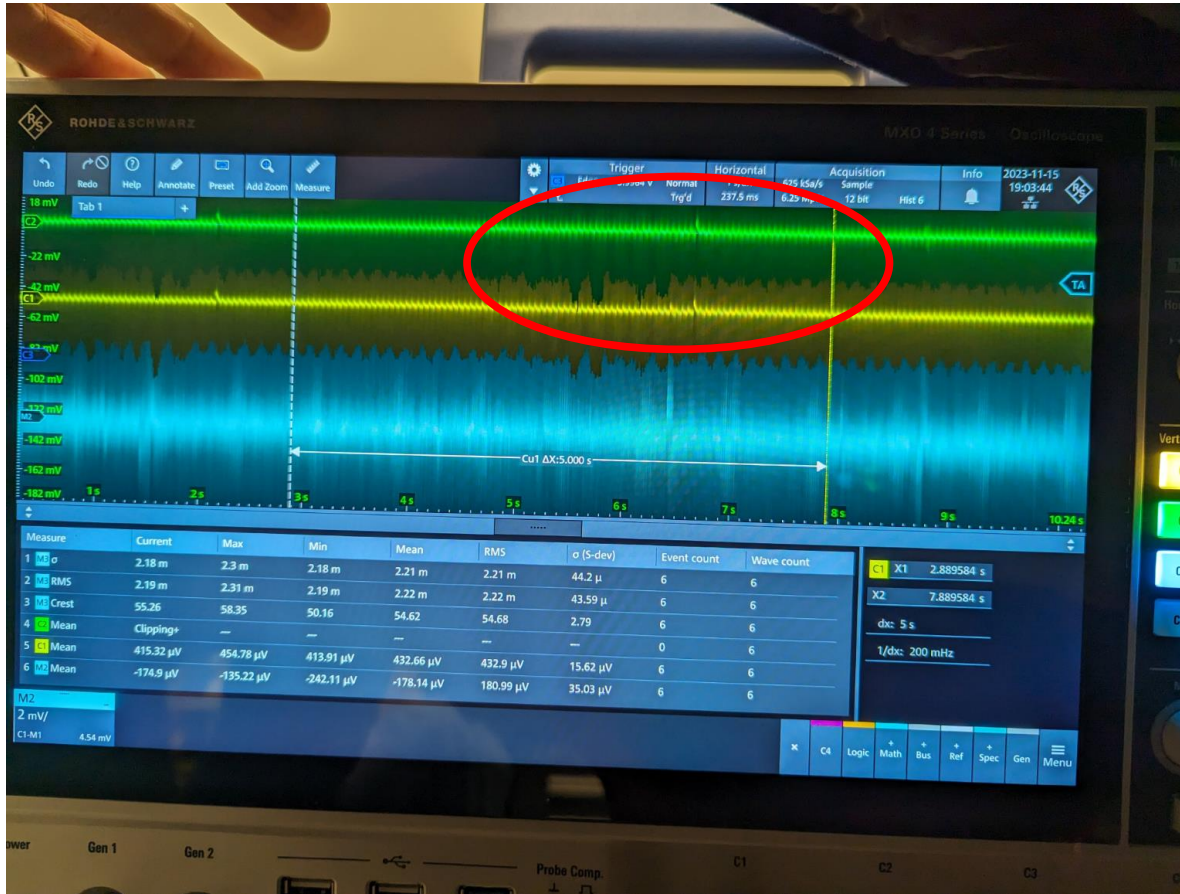 ROHDE&SCHWARZ
MXO 4 Series Oscilloscope
Undo Redo Help Annotate Preset Add Zoom Measure
Trigger Horizontal Acquisition Info 2023-11-15
Normal 675 kSa/s Sample 19:03:44
Trg'd 237.5 ms 12 bit Hist 6
18 mV Tab 1 +
C2
-22 mV
-42 mV
TA
C1
-62 mV
C3
-102 mV
-122 mV
M2
-142 mV
Cu1 ΔX:5.000 s
-162 mV
-182 mV 1 s 2 s 3 s 4 s 5 s 6 s 7 s 8 s 9 s 10.24 s
Measure Current Max Min Mean RMS σ (S-dev) Event count Wave count
1 M3 σ 2.18 m 2.3 m 2.18 m 2.21 m 2.21 m 44.2 µ 6 6
2 M3 RMS 2.19 m 2.31 m 2.19 m 2.22 m 2.22 m 43.59 µ 6 6
3 M3 Crest 55.26 58.35 50.16 54.62 54.68 2.79 6 6
4 C2 Mean Clipping+ --- --- --- --- --- 0 6
5 C1 Mean 415.32 µV 454.78 µV 413.91 µV 432.66 µV 432.9 µV 15.62 µV 6 6
6 M2 Mean -174.9 µV -135.22 µV -242.11 µV -178.14 µV 180.99 µV 35.03 µV 6 6
C1 X1 2.889584 s
X2 7.889584 s
dx: 5 s
1/dx: 200 mHz
M2
2 mV/
C1-M1 4.54 mV
C4 Logic + Math + Bus + Ref + Spec Gen Menu
Gen 1 Gen 2 Probe Comp. C1 C2 C3
Vert